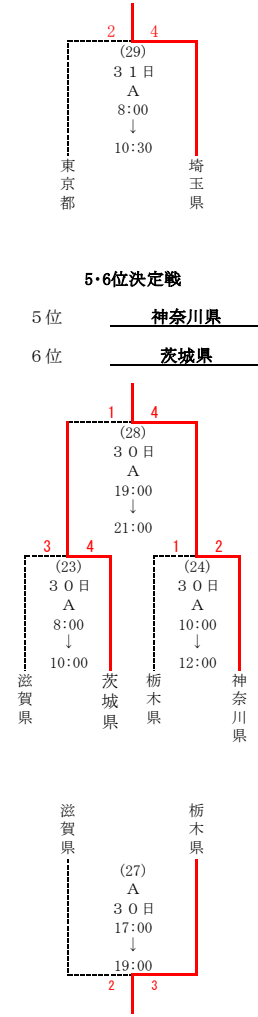 2 4
(29)
31日
A
8:00
↓
10:30
東京都 埼玉県
5・6位決定戦
5位 神奈川県
6位 茨城県
1 4
(28)
30日
A
19:00
↓
21:00
3 4 1 2
(23) (24)
30日 30日
A A
8:00 10:00
↓ ↓
10:00 12:00
滋賀県 茨城県 栃木県 神奈川県
滋賀県 栃木県
(27)
A
30日
17:00
↓
19:00
2 3